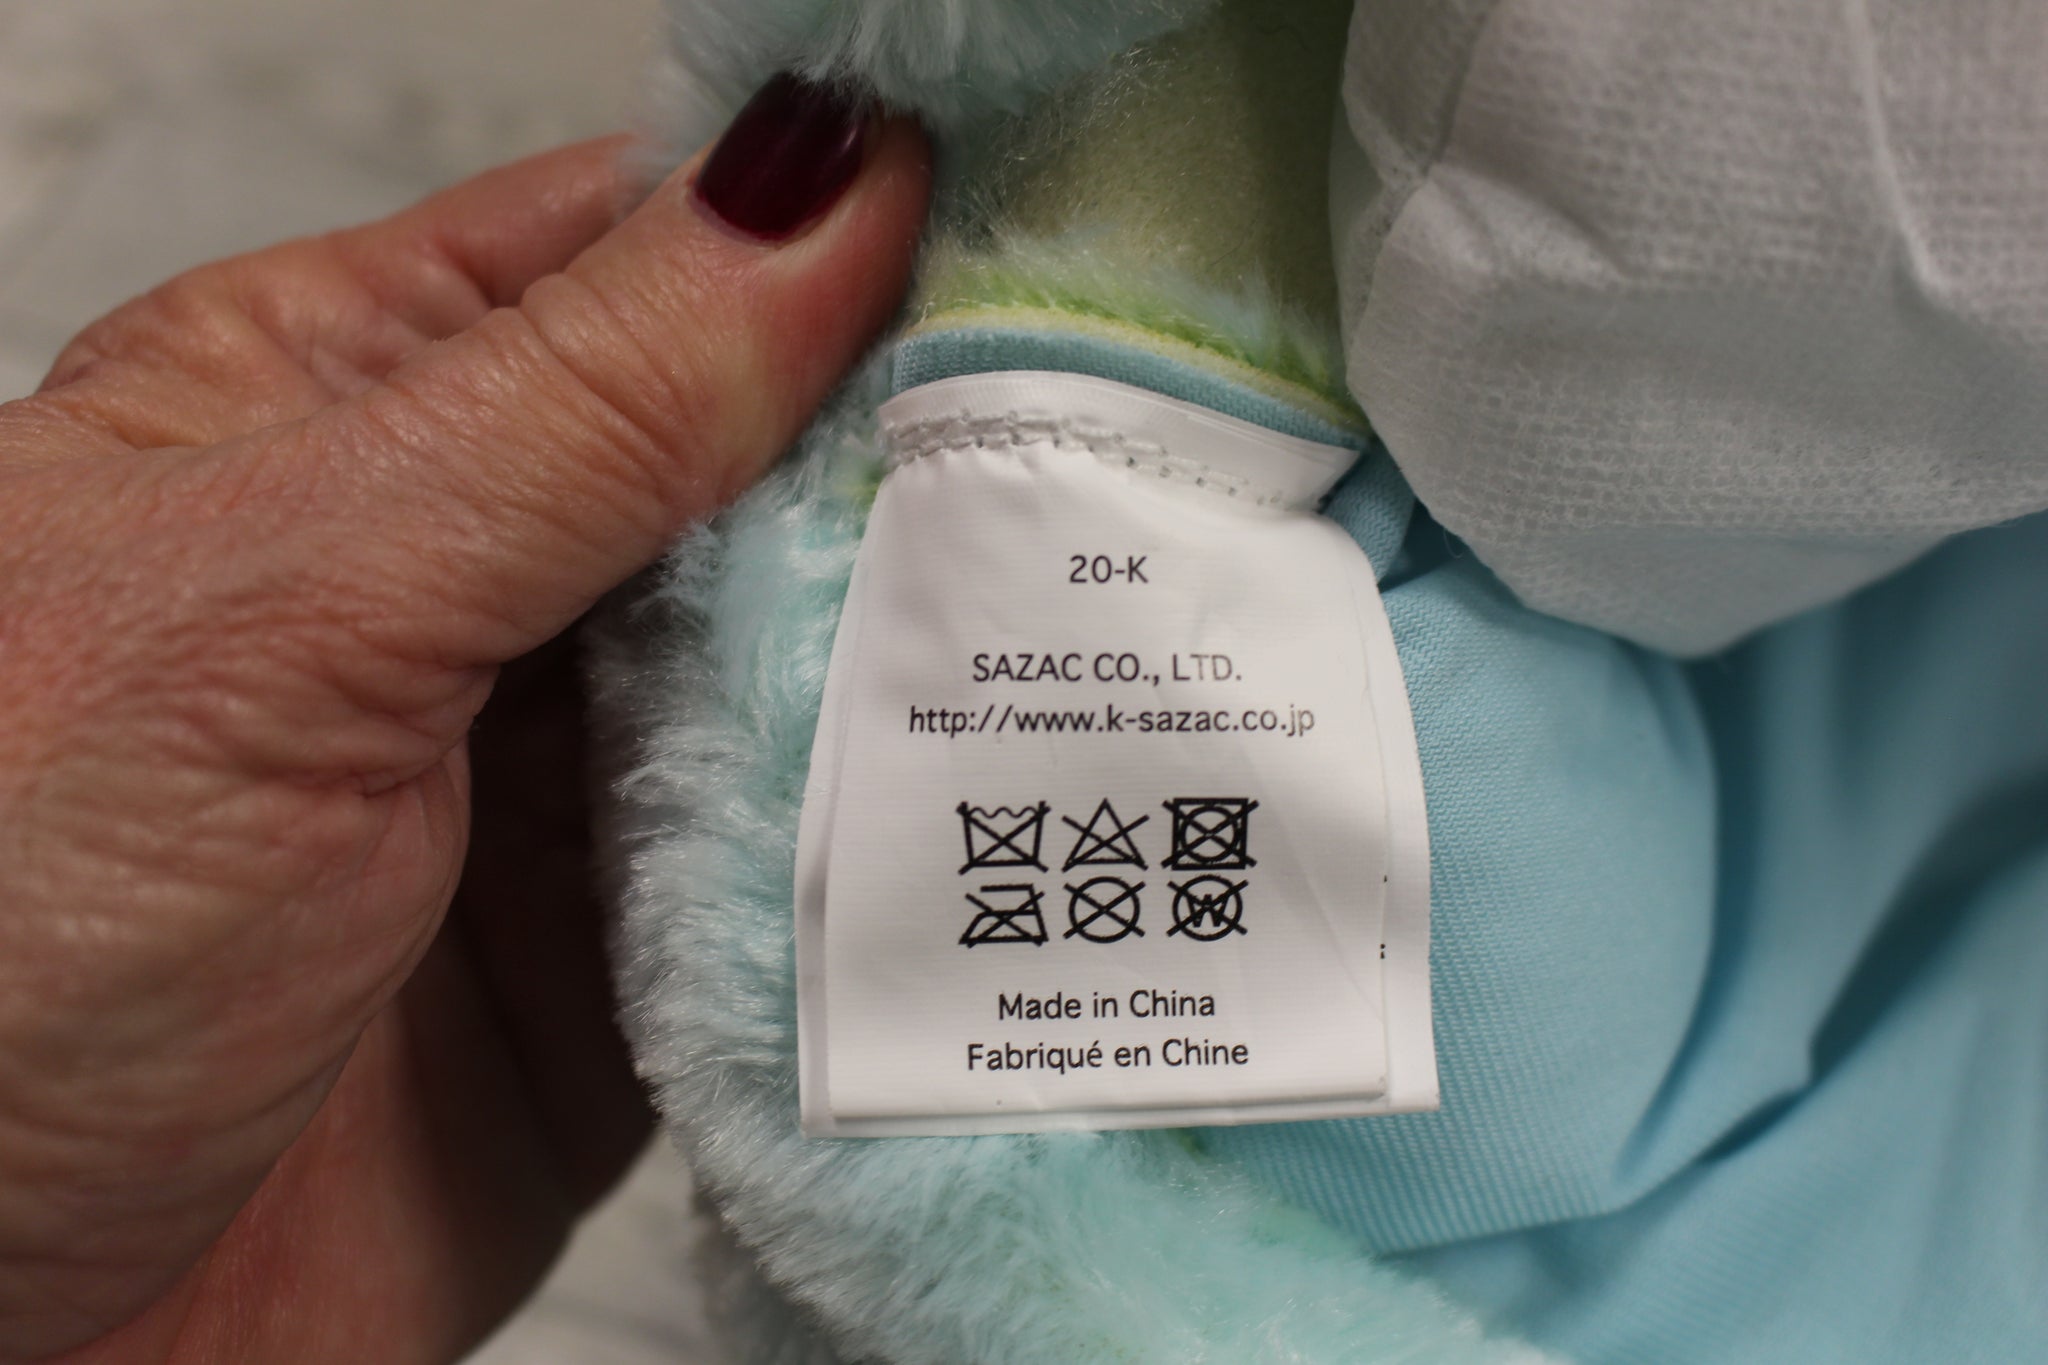 20-K
SAZAC CO., LTD.
http://www.k-sazac.co.jp
W
Made in China
Fabriqué en Chine